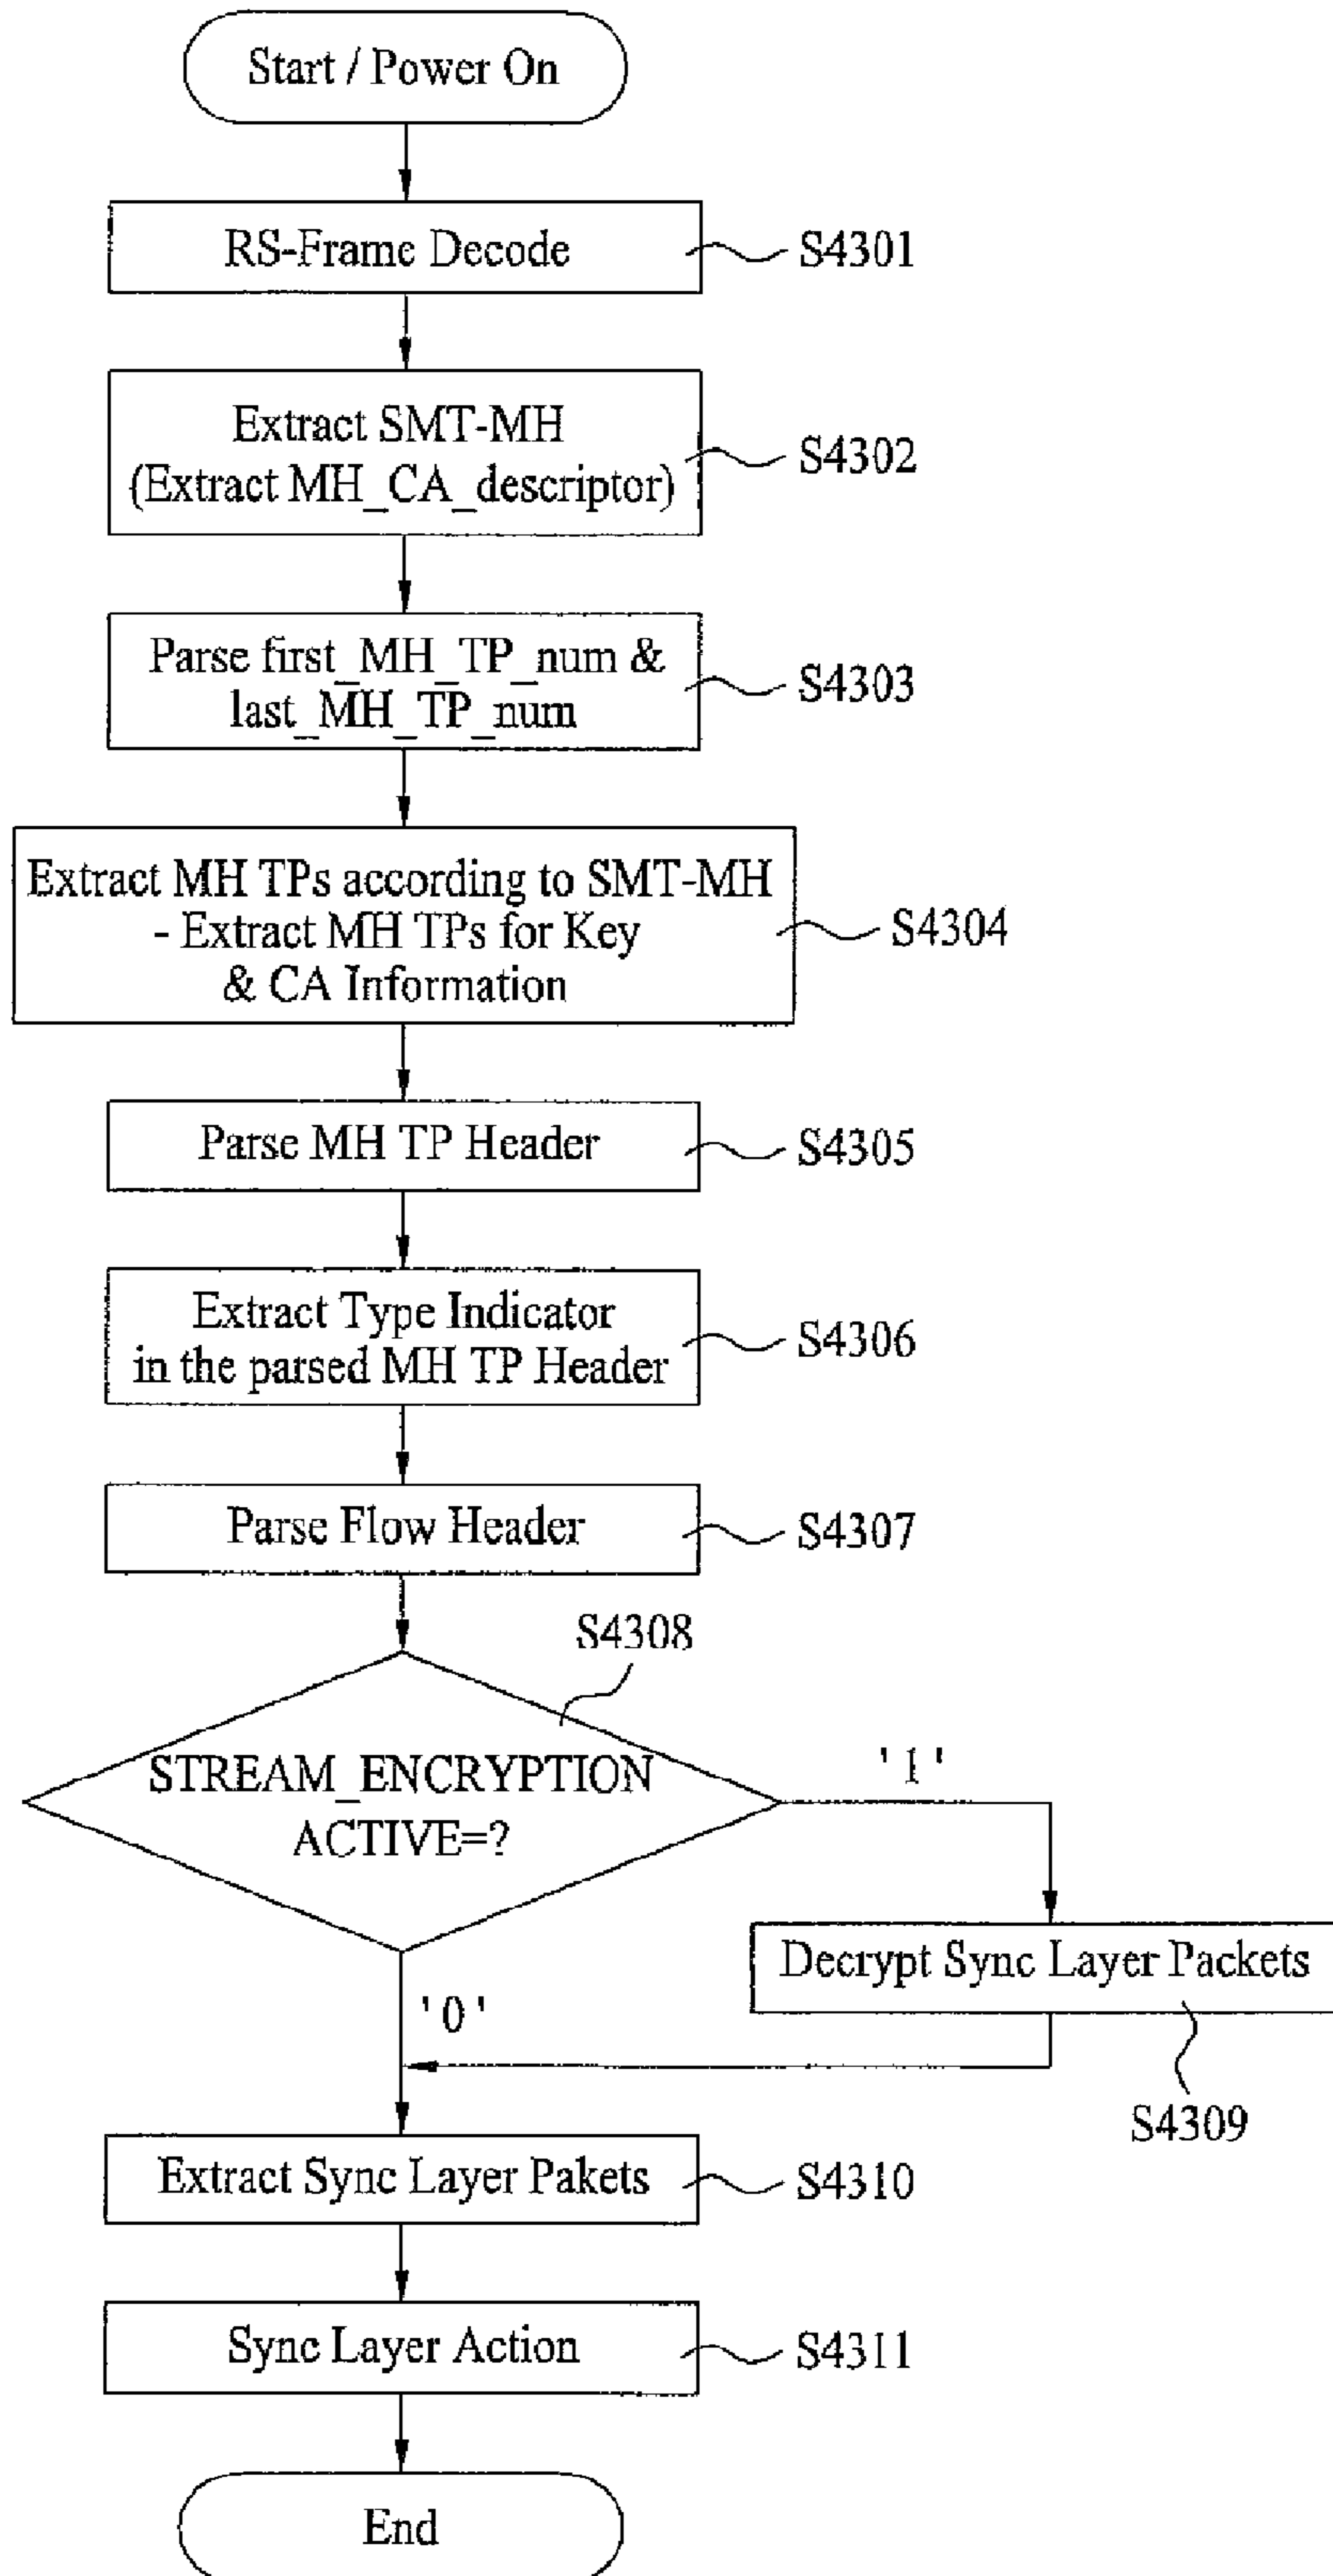 Start / Power On
RS-Frame Decode
S4301
Extract SMT-MH
(Extract MH_CA_descriptor)
S4302
Parse first_MH_TP_num &
last_MH_TP_num
S4303
Extract MH TPs according to SMT-MH
- Extract MH TPs for Key
& CA Information
S4304
Parse MH TP Header
S4305
Extract Type Indicator
in the parsed MH TP Header
S4306
Parse Flow Header
S4307
S4308
STREAM_ENCRYPTION
ACTIVE=?
'1'
Decrypt Sync Layer Packets
S4309
'0'
Extract Sync Layer Pakets
S4310
Sync Layer Action
S4311
End